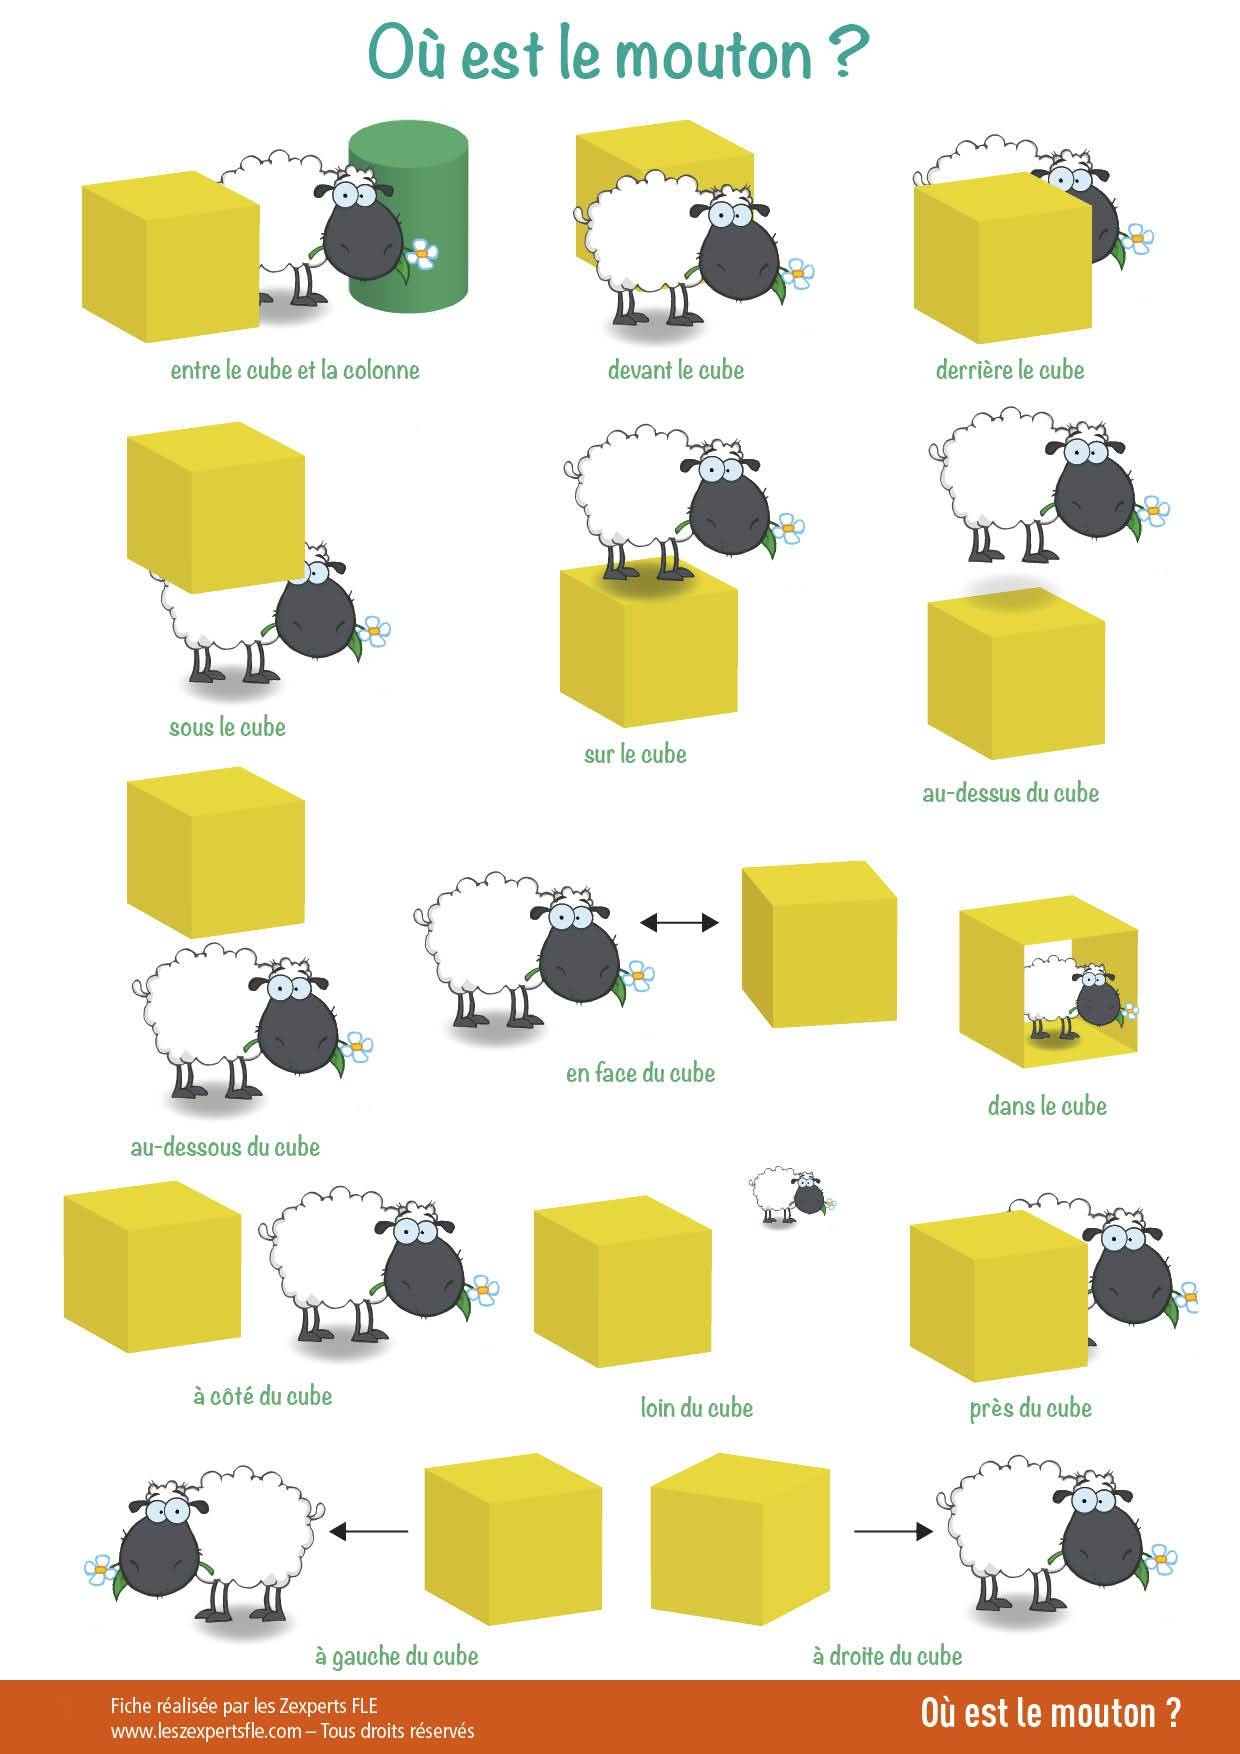 Où est le mouton ?
entre le cube et la colonne
devant le cube
derrière le cube
sous le cube
sur le cube
au-dessus du cube
au-dessous du cube
en face du cube
dans le cube
à côté du cube
loin du cube
près du cube
à gauche du cube
à droite du cube
Fiche réalisée par les Zexperts FLE
www.leszexpertsfle.com – Tous droits réservés
Où est le mouton ?